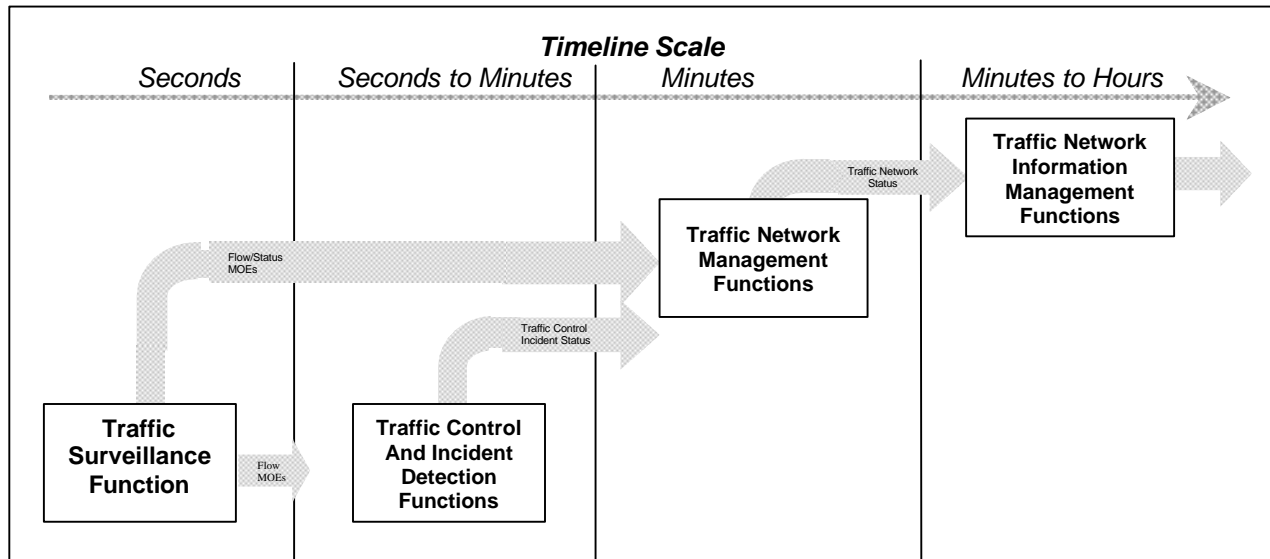 Timeline Scale
Seconds
Seconds to Minutes
Minutes
Minutes to Hours
Traffic Network
Information
Management
Functions
Traffic Network
Status
Traffic Network
Management
Functions
Flow/Status
MOEs
Traffic Control
Incident Status
Traffic
Surveillance
Function
Flow
MOEs
Traffic Control
And Incident
Detection
Functions